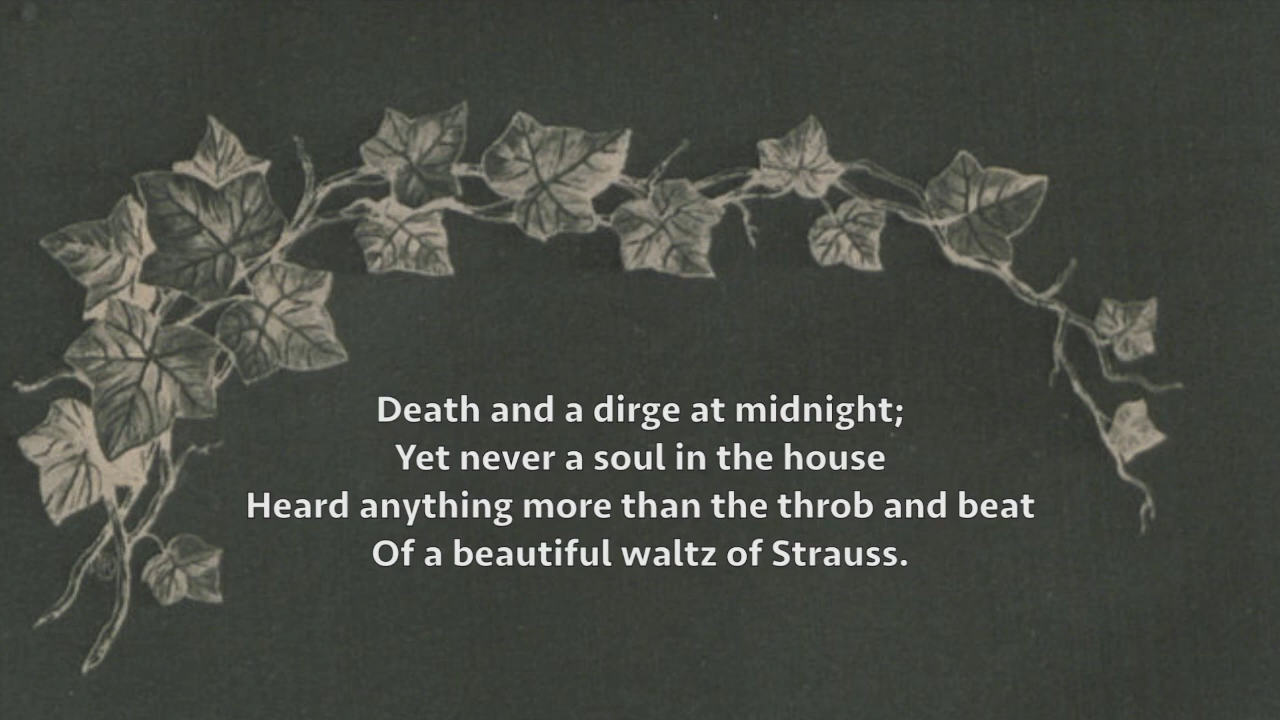 Death and a dirge at midnight;
Yet never a soul in the house
Heard anything more than the throb and beat
Of a beautiful waltz of Strauss.